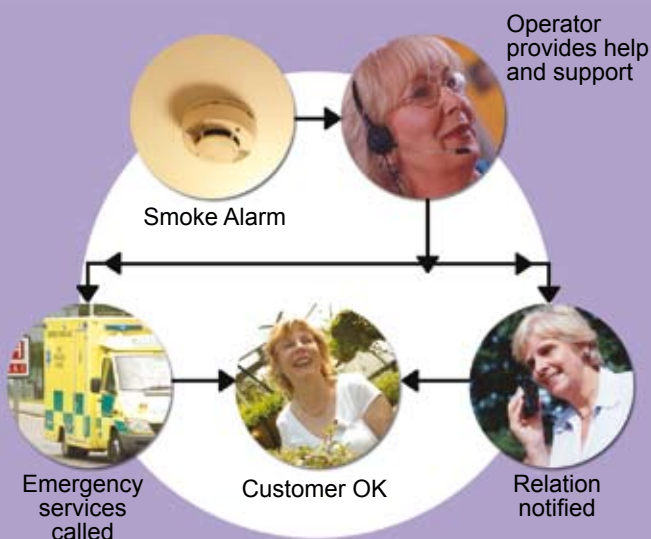 Operator
provides help
and support
Smoke Alarm
Emergency
services
called
Customer OK
Relation
notified